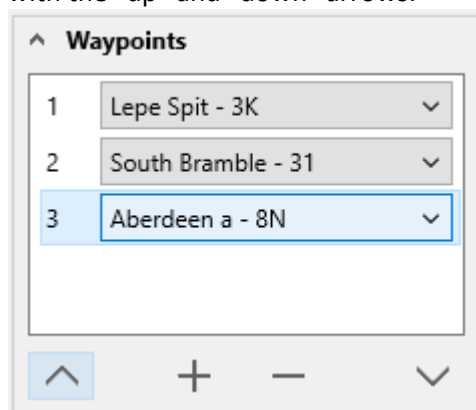 with the "up" and "down" arrows.
Waypoints
1 Lepe Spit - 3K
2 South Bramble - 31
3 Aberdeen a - 8N